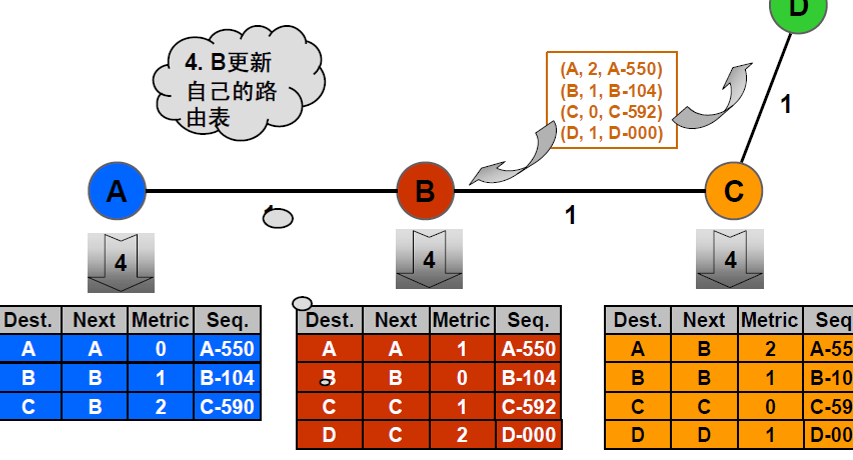 D
4. B更新
自己的路
由表
(A, 2, A-550)
(B, 1, B-104)
(C, 0, C-592)
(D, 1, D-000)
1
A
B
C
1
4
4
4
Dest. Next Metric Seq.
A A 0 A-550
B B 1 B-104
C B 2 C-590
Dest. Next Metric Seq.
A A 1 A-550
B B 0 B-104
C C 1 C-592
D C 2 D-000
Dest. Next Metric Seq
A B 2 A-55
B B 1 B-10
C C 0 C-59
D D 1 D-00